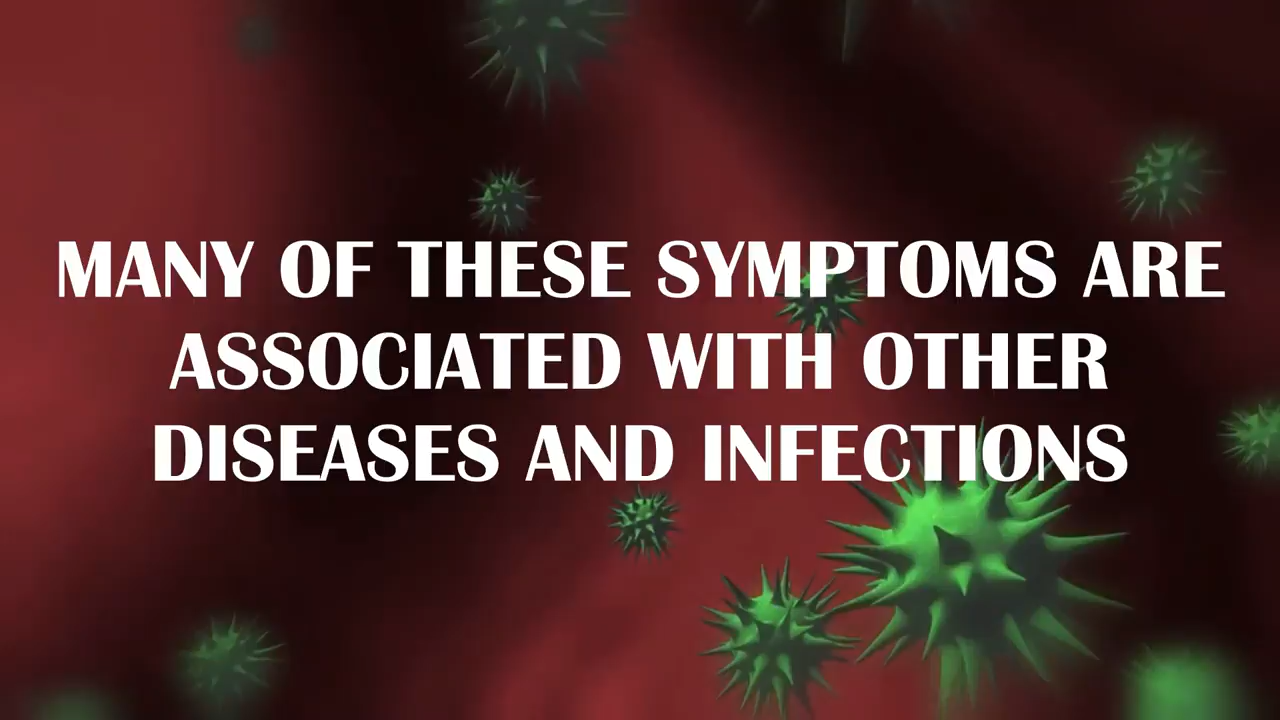 MANY OF THESE SYMPTOMS ARE
ASSOCIATED WITH OTHER
DISEASES AND INFECTIONS